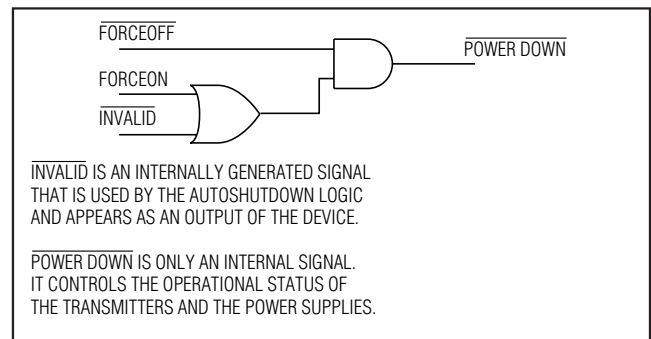 FORCEOFF
POWER DOWN
FORCEON
INVALID
INVALID IS AN INTERNALLY GENERATED SIGNAL
THAT IS USED BY THE AUTOSHUTDOWN LOGIC
AND APPEARS AS AN OUTPUT OF THE DEVICE.
POWER DOWN IS ONLY AN INTERNAL SIGNAL.
IT CONTROLS THE OPERATIONAL STATUS OF
THE TRANSMITTERS AND THE POWER SUPPLIES.